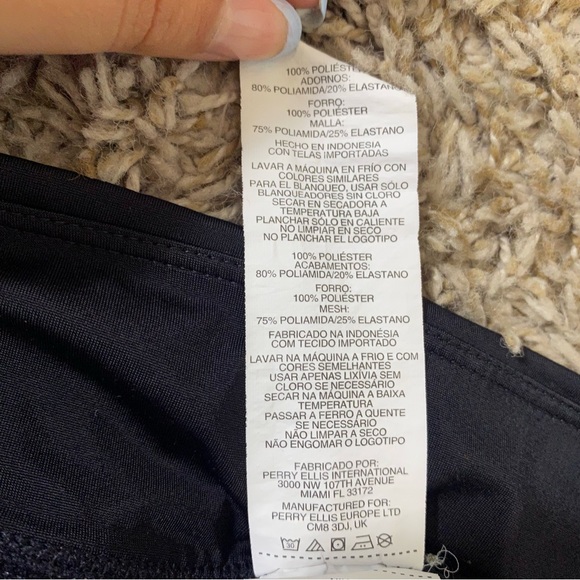 100% POLIÉSTER
ADORNOS:
80% POLIAMIDA/20% ELASTANO
FORRO:
100% POLIÉSTER
MALLA:
75% POLIAMIDA/25% ELASTANO
HECHO EN INDONESIA
CON TELAS IMPORTADAS
LAVAR A MÁQUINA EN FRÍO CON
COLORES SIMILARES
PARA EL BLANQUEO, USAR SÓLO
BLANQUEADORES SIN CLORO
SECAR EN SECADORA A
TEMPERATURA BAJA
PLANCHAR SÓLO EN CALIENTE
NO LIMPIAR EN SECO
NO PLANCHAR EL LOGOTIPO
100% POLIÉSTER
ACABAMENTOS:
80% POLIAMIDA/20% ELASTANO
FORRO:
100% POLIÉSTER
MESH:
75% POLIAMIDA/25% ELASTANO
FABRICADO NA INDONÉSIA
COM TECIDO IMPORTADO
LAVAR NA MÁQUINA A FRIO E COM
CORES SEMELHANTES
USAR APENAS LIXÍVIA SEM
CLORO SE NECESSÁRIO
SECAR NA MÁQUINA A BAIXA
TEMPERATURA
PASSAR A FERRO A QUENTE
SE NECESSÁRIO
NÃO LIMPAR A SECO
NÃO ENGOMAR O LOGOTIPO
FABRICADO POR:
PERRY ELLIS INTERNATIONAL
3000 NW 107TH AVENUE
MIAMI FL 33172
MANUFACTURED FOR:
PERRY ELLIS EUROPE LTD
CM8 3DJ, UK
30